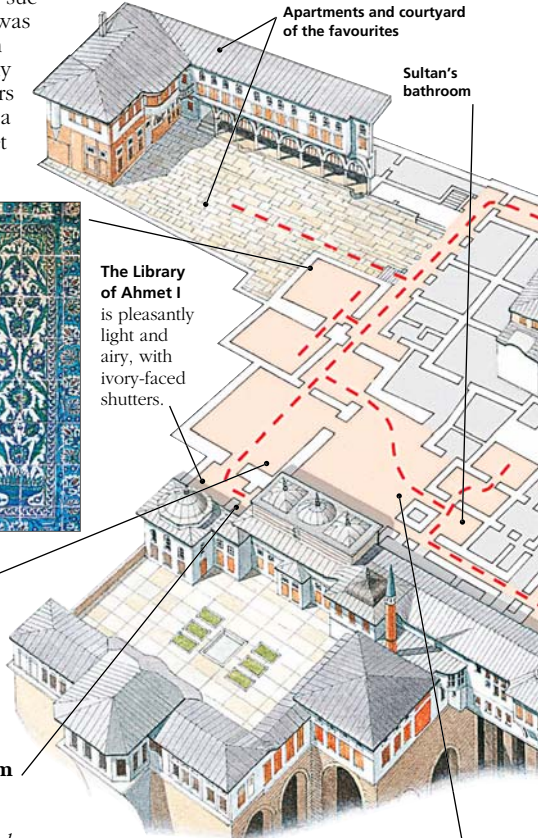 was
y
rs
a
t
Apartments and courtyard
of the favourites
Sultan's
bathroom
The Library
of Ahmet I
is pleasantly
light and
airy, with
ivory-faced
shutters.
m